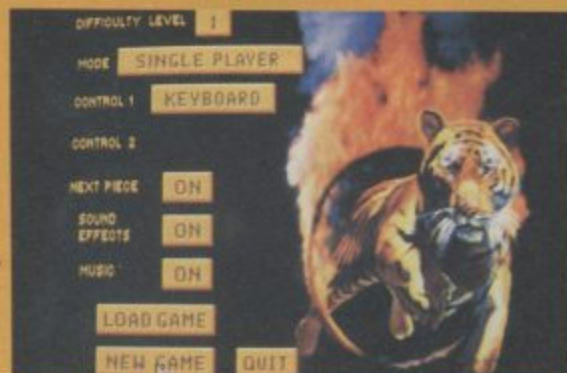 DIFFICULTY LEVEL 1
MODE SINGLE PLAYER
CONTROL 1 KEYBOARD
CONTROL 2
NEXT PIECE ON
SOUND
EFFECTS ON
MUSIC ON
LOAD GAME
NEW GAME QUIT